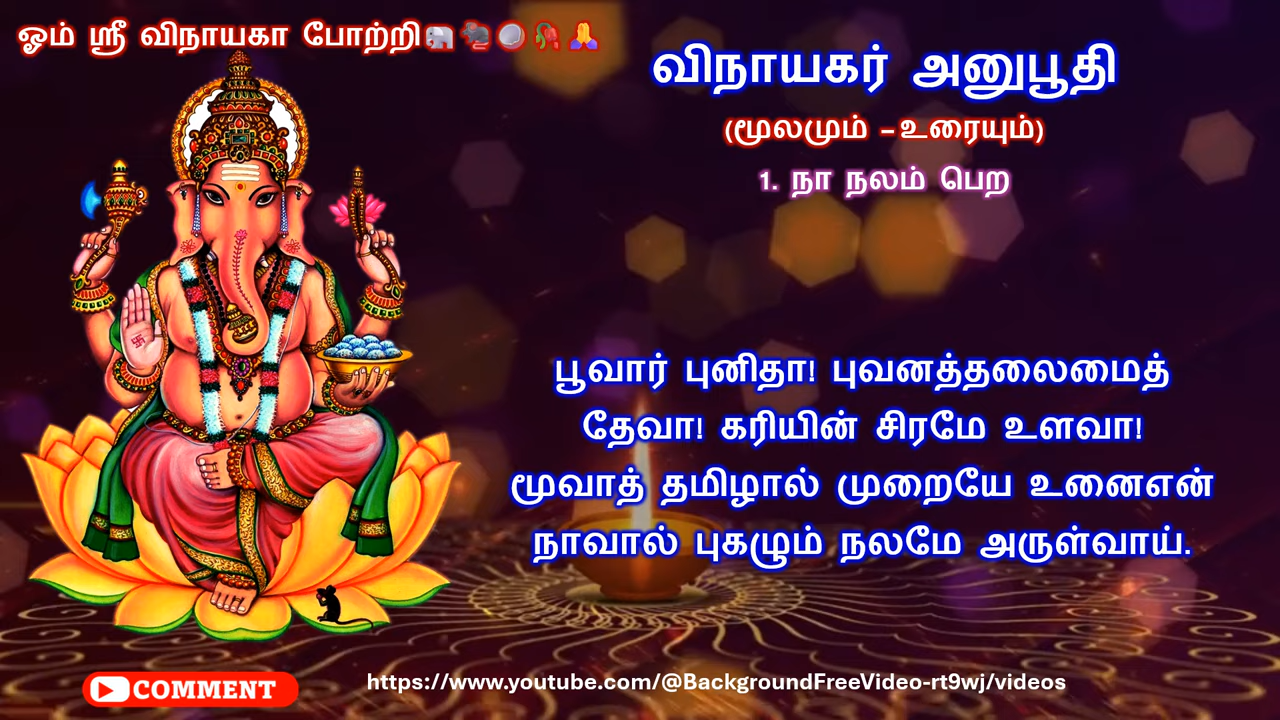 ஓம் ஸ்ரீ விநாயகா போற்றி🐘🐀🥥🌺🙏
விநாயகர் அனுபூதி
(மூலமும் -உரையும்)
1. நா நலம் பெற
பூவார் புனிதா! புவனத்தலைமைத்
தேவா! கரியின் சிரமே உளவா!
மூவாத் தமிழால் முறையே உனைஎன்
நாவால் புகழும் நலமே அருள்வாய்.
COMMENT
https://www.youtube.com/@BackgroundFreeVideo-rt9wj/videos